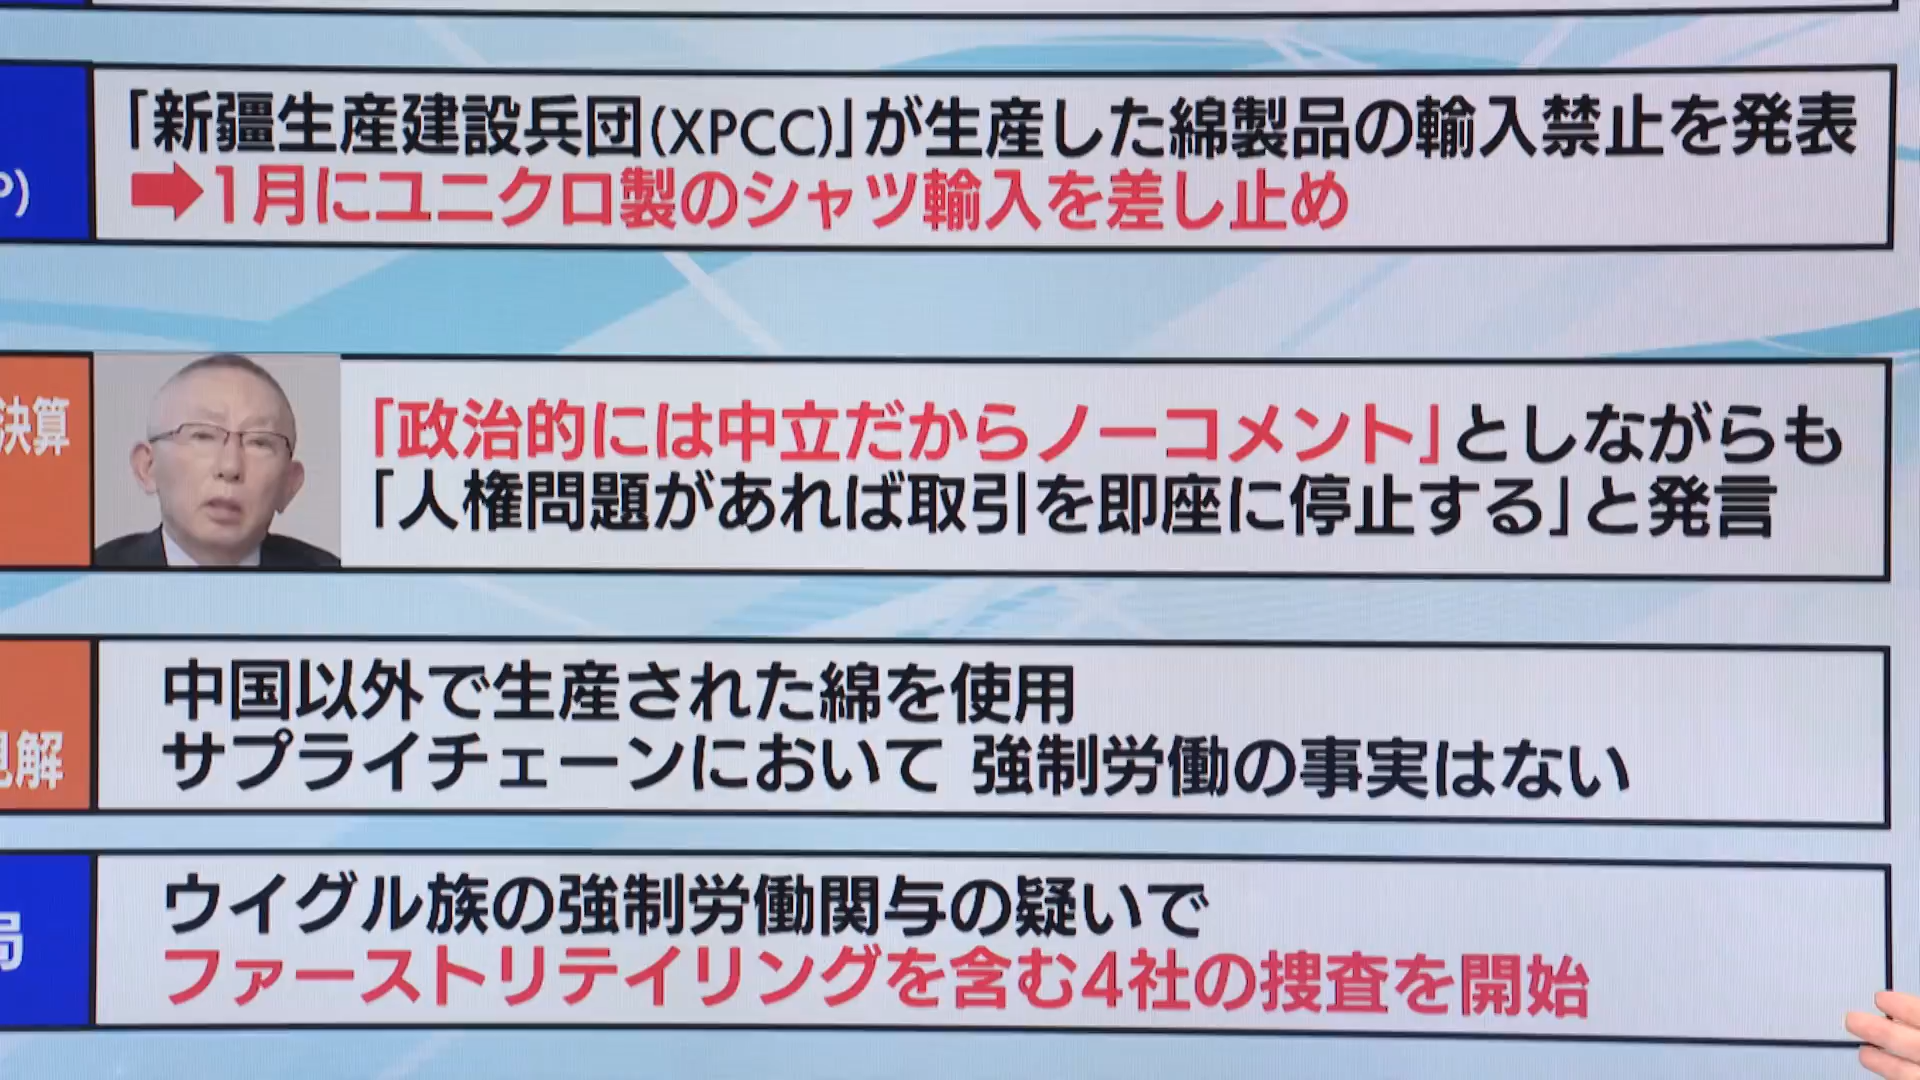 「新疆生産建設兵団(XPCC)」が生産した綿製品の輸入禁止を発表
P)
➡1月にユニクロ製のシャツ輸入を差し止め
決算
「政治的には中立だからノーコメント」としながらも
「人権問題があれば取引を即座に停止する」と発言
中国以外で生産された綿を使用
見解
サプライチェーンにおいて 強制労働の事実はない
局
ウイグル族の強制労働関与の疑いで
ファーストリテイリングを含む4社の捜査を開始